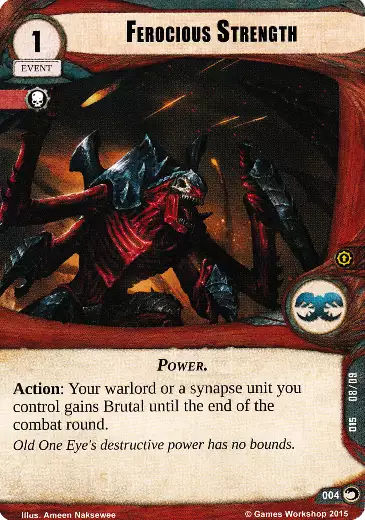 1
FEROCIOUS STRENGTH
EVENT
POWER.
Action: Your warlord or a synapse unit you
control gains Brutal until the end of the
combat round.
Old One Eye's destructive power has no bounds.
015 08/09
004
Illus. Ameen Naksewee
© Games Workshop 2015